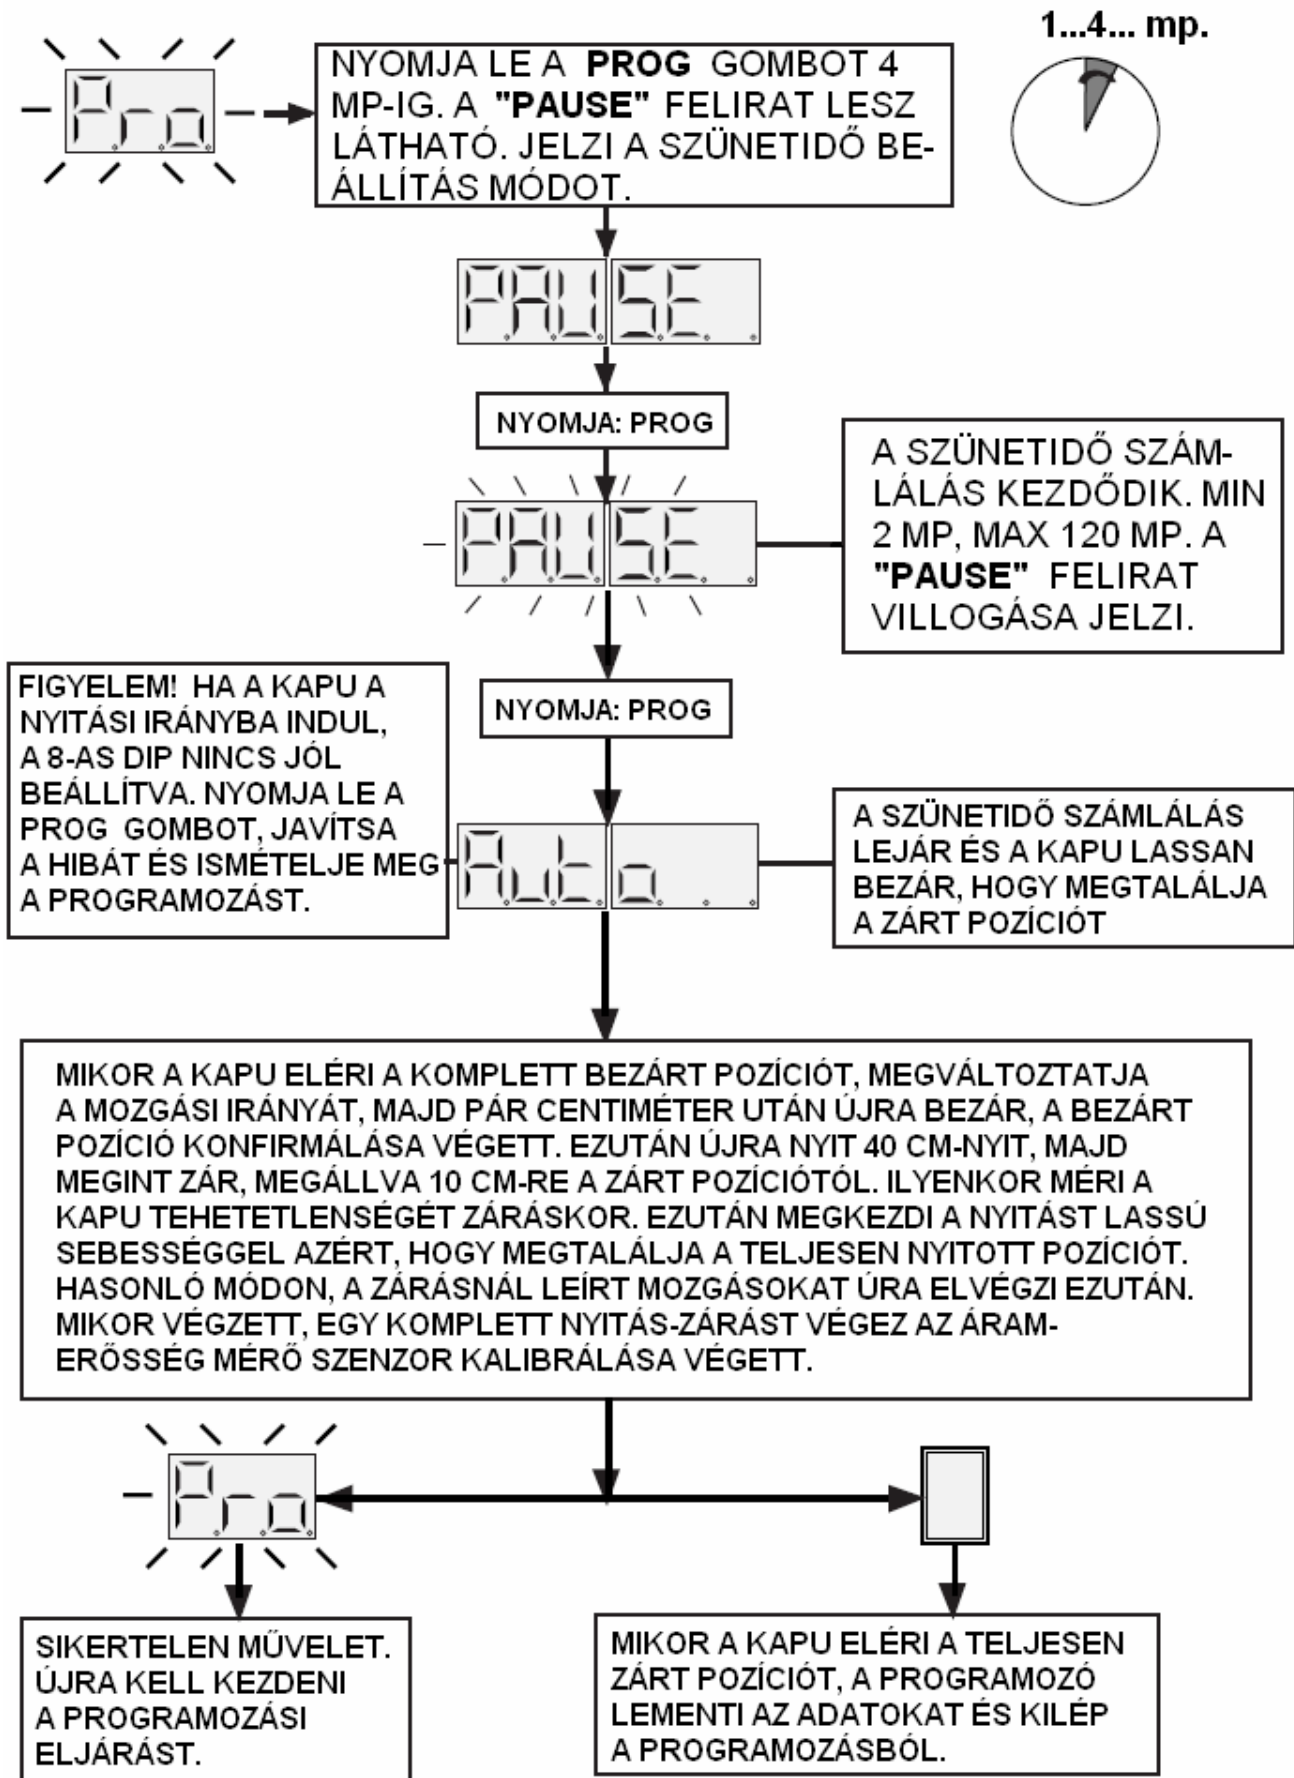 1...4... mp.
Pro
NYOMJA LE A PROG GOMBOT 4
MP-IG. A "PAUSE" FELIRAT LESZ
LÁTHATÓ. JELZI A SZÜNETIDŐ BE-
ÁLLÍTÁS MÓDOT.
PAUSE
NYOMJA: PROG
PAUSE
A SZÜNETIDŐ SZÁM-
LÁLÁS KEZDŐDIK. MIN
2 MP, MAX 120 MP. A
"PAUSE" FELIRAT
VILLOGÁSA JELZI.
NYOMJA: PROG
FIGYELEM! HA A KAPU A
NYITÁSI IRÁNYBA INDUL,
A 8-AS DIP NINCS JÓL
BEÁLLÍTVA. NYOMJA LE A
PROG GOMBOT, JAVÍTSA
A HIBÁT ÉS ISMÉTELJE MEG
A PROGRAMOZÁST.
Auto
A SZÜNETIDŐ SZÁMLÁLÁS
LEJÁR ÉS A KAPU LASSAN
BEZÁR, HOGY MEGTALÁLJA
A ZÁRT POZÍCIÓT
MIKOR A KAPU ELÉRI A KOMPLETT BEZÁRT POZÍCIÓT, MEGVÁLTOZTATJA
A MOZGÁSI IRÁNYÁT, MAJD PÁR CENTIMÉTER UTÁN ÚJRA BEZÁR, A BEZÁRT
POZÍCIÓ KONFIRMÁLÁSA VÉGETT. EZUTÁN ÚJRA NYIT 40 CM-NYIT, MAJD
MEGINT ZÁR, MEGÁLLVA 10 CM-RE A ZÁRT POZÍCIÓTÓL. ILYENKOR MÉRI A
KAPU TEHETETLENSÉGÉT ZÁRÁSKOR. EZUTÁN MEGKEZDI A NYITÁST LASSÚ
SEBESSÉGGEL AZÉRT, HOGY MEGTALÁLJA A TELJESEN NYITOTT POZÍCIÓT.
HASONLÓ MÓDON, A ZÁRÁSNÁL LEÍRT MOZGÁSOKAT ÚRA ELVÉGZI EZUTÁN.
MIKOR VÉGZETT, EGY KOMPLETT NYITÁS-ZÁRÁST VÉGEZ AZ ÁRAM-
ERŐSSÉG MÉRŐ SZENZOR KALIBRÁLÁSA VÉGETT.
Pro
SIKERTELEN MŰVELET.
ÚJRA KELL KEZDENI
A PROGRAMOZÁSI
ELJÁRÁST.
MIKOR A KAPU ELÉRI A TELJESEN
ZÁRT POZÍCIÓT, A PROGRAMOZÓ
LEMENTI AZ ADATOKAT ÉS KILÉP
A PROGRAMOZÁSBÓL.